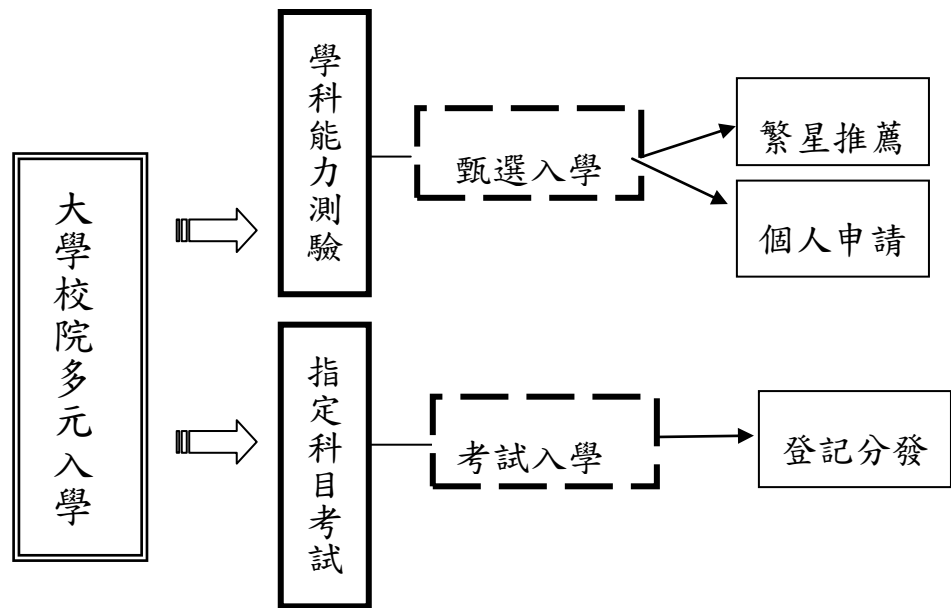 大學校院多元入學
學科能力測驗
甄選入學
繁星推薦
個人申請
指定科目考試
考試入學
登記分發